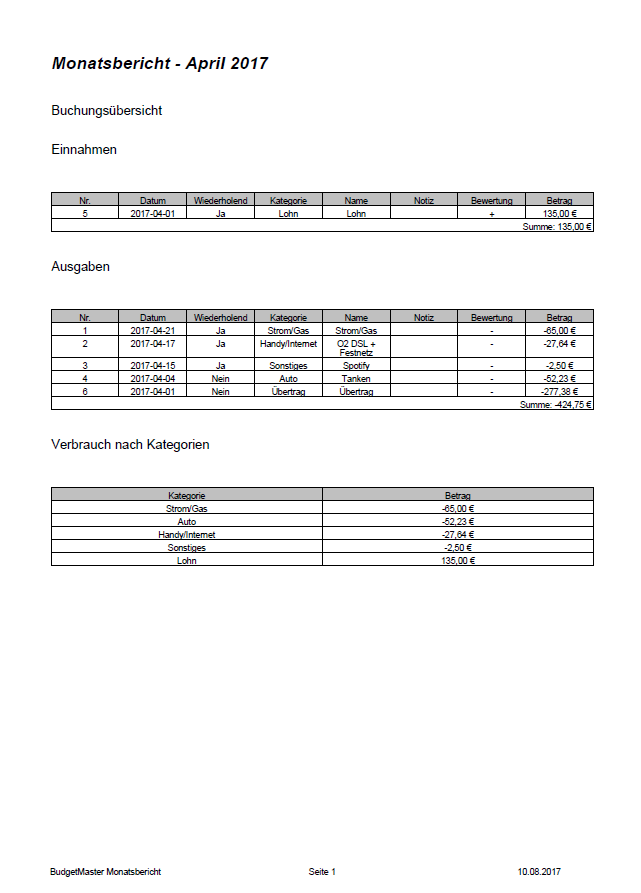 Monatsbericht - April 2017
Buchungsübersicht
Einnahmen
Nr. Datum Wiederholend Kategorie Name Notiz Bewertung Betrag
5 2017-04-01 Ja Lohn Lohn + 135,00 €
Summe: 135,00 €
Ausgaben
Nr. Datum Wiederholend Kategorie Name Notiz Bewertung Betrag
1 2017-04-21 Ja Strom/Gas Strom/Gas - -65,00 €
2 2017-04-17 Ja Handy/Internet O2 DSL + - -27,64 €
Festnetz
3 2017-04-15 Ja Sonstiges Spotify - -2,50 €
4 2017-04-04 Nein Auto Tanken - -52,23 €
6 2017-04-01 Nein Übertrag Übertrag - -277,38 €
Summe: -424,75 €
Verbrauch nach Kategorien
Kategorie Betrag
Strom/Gas -65,00 €
Auto -52,23 €
Handy/Internet -27,64 €
Sonstiges -2,50 €
Lohn 135,00 €
BudgetMaster Monatsbericht Seite 1 10.08.2017